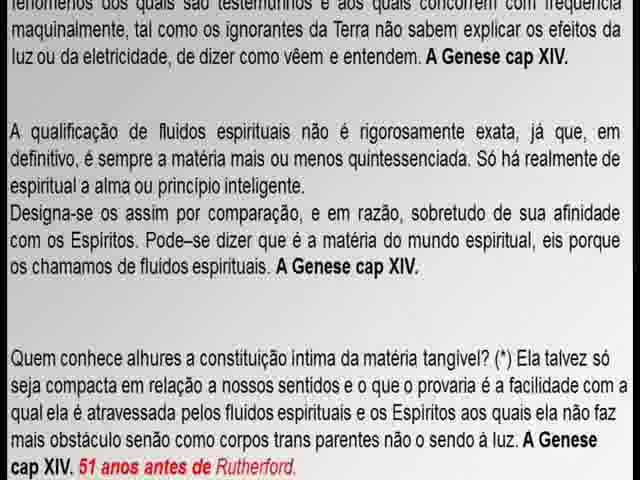 fenômenos dos quais são testemunhos e aos quais concorrem com frequência
maquinalmente, tal como os ignorantes da Terra não sabem explicar os efeitos da
luz ou da eletricidade, de dizer como vêem e entendem. A Genese cap XIV.
A qualificação de fluidos espirituais não é rigorosamente exata, já que, em
definitivo, é sempre a matéria mais ou menos quintessenciada. Só há realmente de
espiritual a alma ou princípio inteligente.
Designa-se os assim por comparação, e em razão, sobretudo de sua afinidade
com os Espíritos. Pode–se dizer que é a matéria do mundo espiritual, eis porque
os chamamos de fluidos espirituais. A Genese cap XIV.
Quem conhece alhures a constituição íntima da matéria tangível? (*) Ela talvez só
seja compacta em relação a nossos sentidos e o que o provaria é a facilidade com a
qual ela é atravessada pelos fluidos espirituais e os Espíritos aos quais ela não faz
mais obstáculo senão como corpos trans parentes não o sendo à luz. A Genese
cap XIV. 51 anos antes de Rutherford.